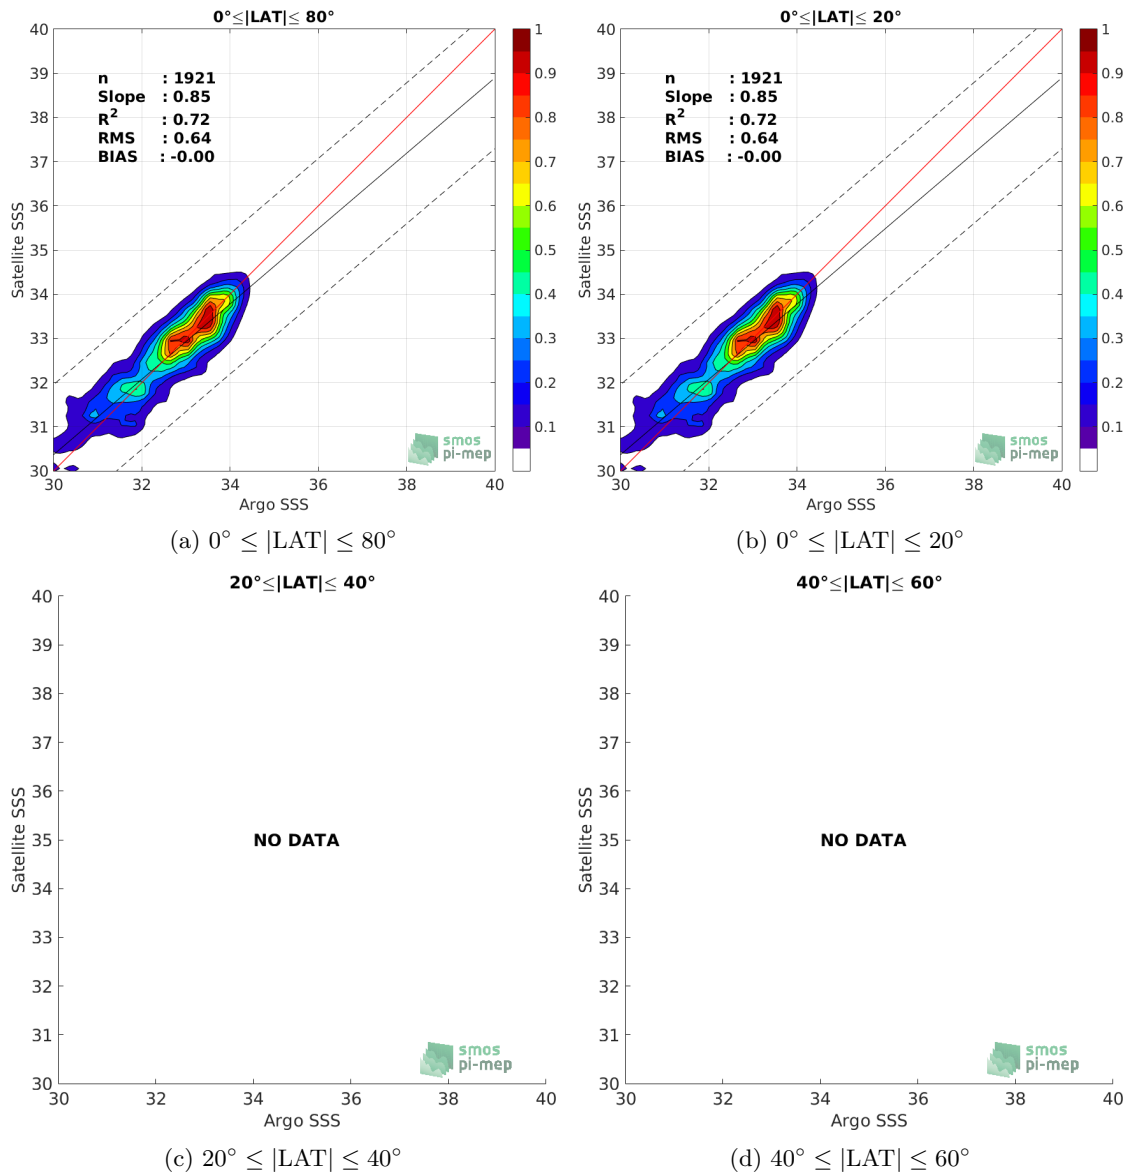 0°≤|LAT|≤ 80°
40
39
38
37
36
35
34
33
32
31
30
Satellite SSS
n : 1921
Slope : 0.85
R² : 0.72
RMS : 0.64
BIAS : -0.00
smos
pi-mep
30 32 34 36 38 40
Argo SSS
1
0.9
0.8
0.7
0.6
0.5
0.4
0.3
0.2
0.1
(a) 0° ≤ |LAT| ≤ 80°
0°≤|LAT|≤ 20°
40
39
38
37
36
35
34
33
32
31
30
Satellite SSS
n : 1921
Slope : 0.85
R² : 0.72
RMS : 0.64
BIAS : -0.00
smos
pi-mep
30 32 34 36 38 40
Argo SSS
1
0.9
0.8
0.7
0.6
0.5
0.4
0.3
0.2
0.1
(b) 0° ≤ |LAT| ≤ 20°
20°≤|LAT|≤ 40°
40
39
38
37
36
35
34
33
32
31
30
Satellite SSS
NO DATA
smos
pi-mep
30 32 34 36 38 40
Argo SSS
(c) 20° ≤ |LAT| ≤ 40°
40°≤|LAT|≤ 60°
40
39
38
37
36
35
34
33
32
31
30
Satellite SSS
NO DATA
smos
pi-mep
30 32 34 36 38 40
Argo SSS
(d) 40° ≤ |LAT| ≤ 60°